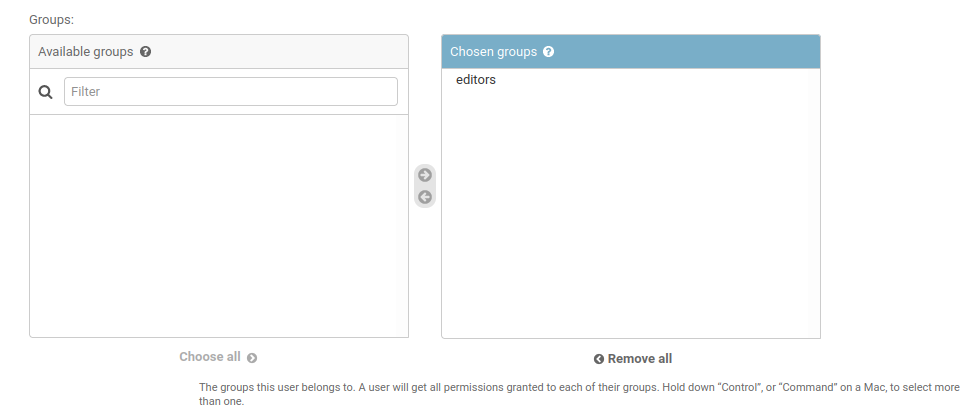 Groups:
Available groups
Chosen groups
Filter
editors
Choose all
Remove all
The groups this user belongs to. A user will get all permissions granted to each of their groups. Hold down “Control”, or “Command” on a Mac, to select more
than one.